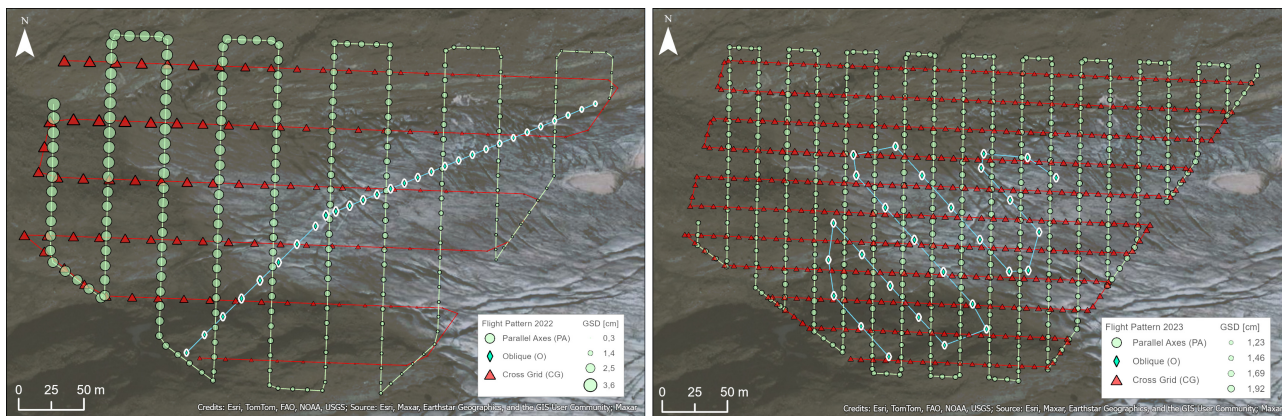 N
Flight Pattern 2022 GSD [cm]
Parallel Axes (PA) 0,3
Oblique (O) 1,4
Cross Grid (CG) 2,5
3,6
0 25 50 m
Credits: Esri, TomTom, FAO, NOAA, USGS; Source: Esri, Maxar, Earthstar Geographics, and the GIS User Community; Maxar
N
Flight Pattern 2023 GSD [cm]
Parallel Axes (PA) 1,23
Oblique (O) 1,46
Cross Grid (CG) 1,69
1,92
0 25 50 m
Credits: Esri, TomTom, FAO, NOAA, USGS; Source: Esri, Maxar, Earthstar Geographics, and the GIS User Community; Maxar